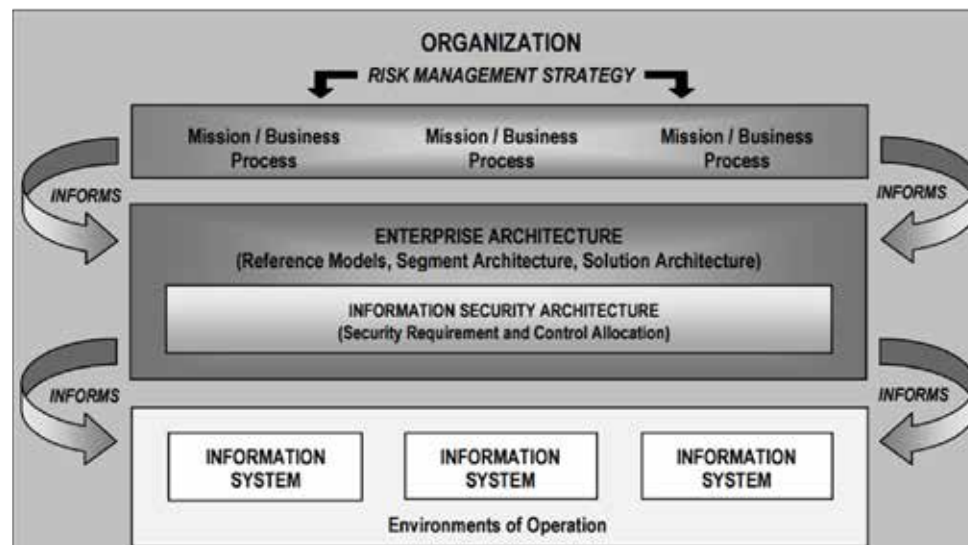 ORGANIZATION
RISK MANAGEMENT STRATEGY
Mission / Business
Process
Mission / Business
Process
Mission / Business
Process
INFORMS
INFORMS
ENTERPRISE ARCHITECTURE
(Reference Models, Segment Architecture, Solution Architecture)
INFORMATION SECURITY ARCHITECTURE
(Security Requirement and Control Allocation)
INFORMS
INFORMS
INFORMATION
SYSTEM
INFORMATION
SYSTEM
INFORMATION
SYSTEM
Environments of Operation